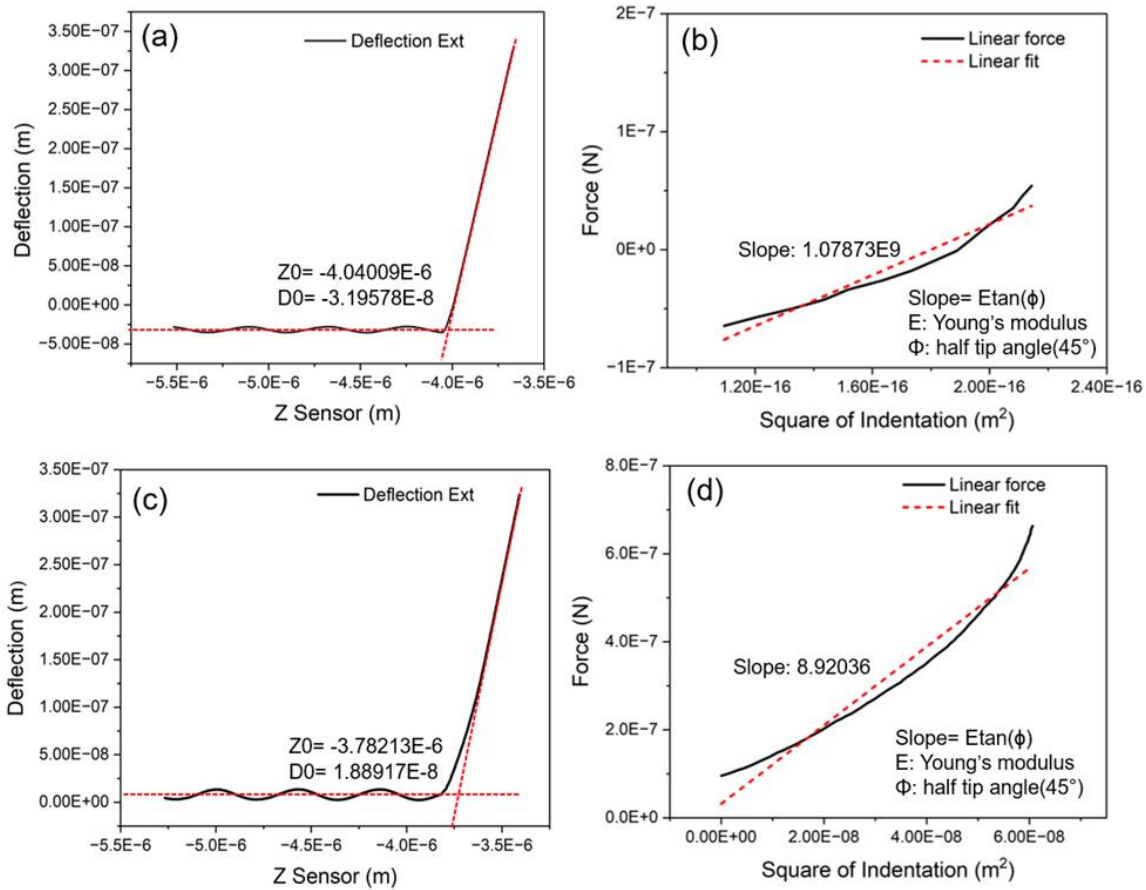 (a)
Deflection Ext
3.50E−07
3.00E−07
2.50E−07
2.00E−07
1.50E−07
1.00E−07
5.00E−08
0.00E+00
−5.00E−08
Deflection (m)
Z0= -4.04009E-6
D0= -3.19578E-8
−5.5E−6
−5.0E−6
−4.5E−6
−4.0E−6
−3.5E−6
Z Sensor (m)
(b)
Linear force
Linear fit
2E−7
1E−7
0E+0
−1E−7
Force (N)
Slope: 1.07873E9
Slope= Etan(ϕ)
E: Young's modulus
Φ: half tip angle(45°)
1.20E−16
1.60E−16
2.00E−16
2.40E−16
Square of Indentation (m²)
(c)
Deflection Ext
3.50E−07
3.00E−07
2.50E−07
2.00E−07
1.50E−07
1.00E−07
5.00E−08
0.00E+00
Deflection (m)
Z0= -3.78213E-6
D0= 1.88917E-8
−5.5E−6
−5.0E−6
−4.5E−6
−4.0E−6
−3.5E−6
Z Sensor (m)
(d)
Linear force
Linear fit
8.0E−7
6.0E−7
4.0E−7
2.0E−7
0.0E+0
Force (N)
Slope: 8.92036
Slope= Etan(ϕ)
E: Young's modulus
Φ: half tip angle(45°)
0.00E+00
2.0E−08
4.0E−08
6.0E−08
Square of Indentation (m²)